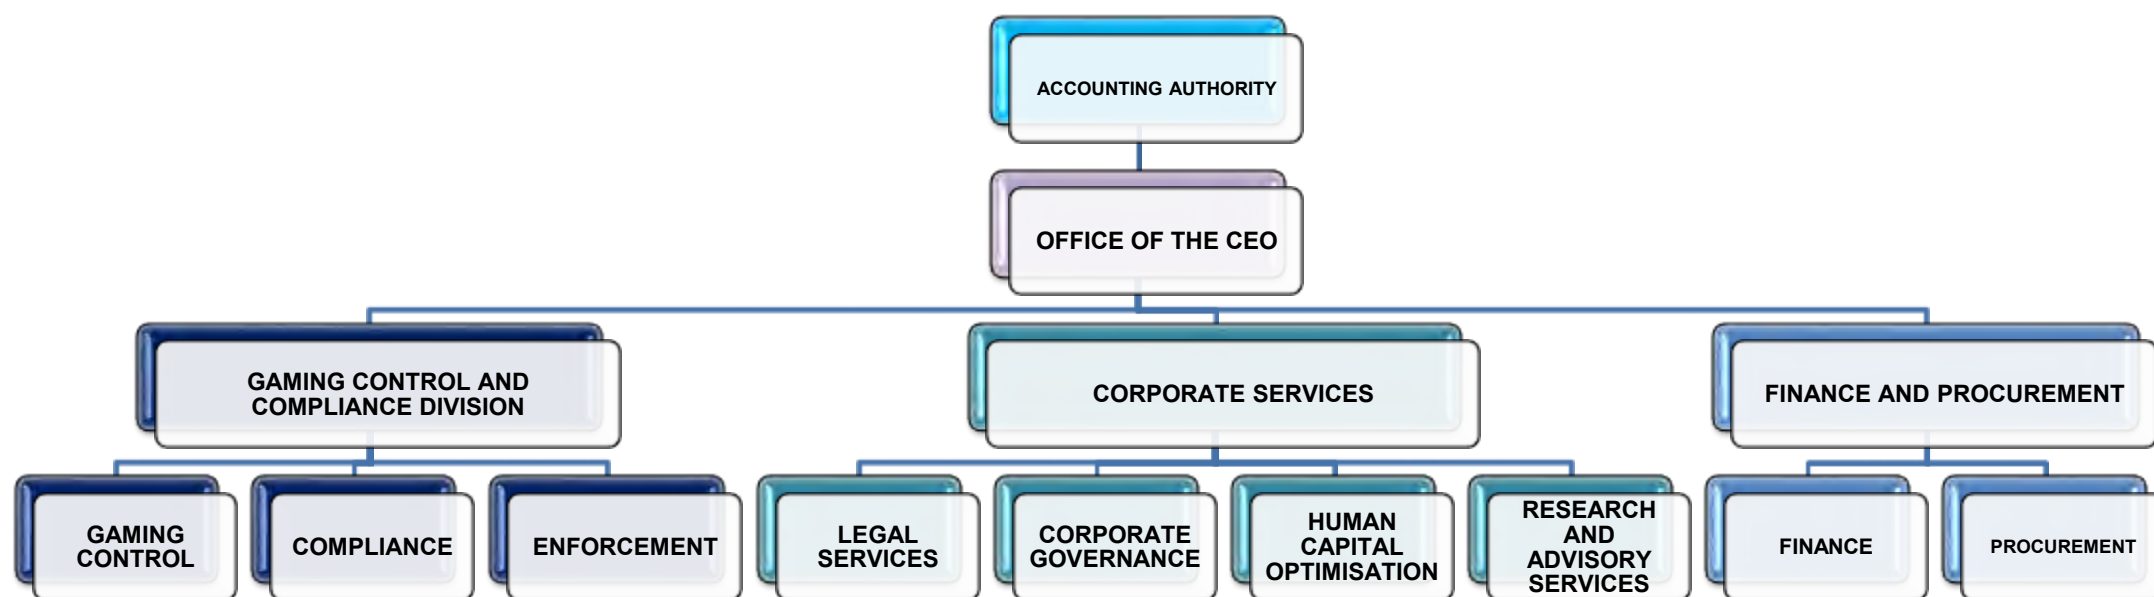 ACCOUNTING AUTHORITY
OFFICE OF THE CEO
GAMING CONTROL AND
COMPLIANCE DIVISION
CORPORATE SERVICES
FINANCE AND PROCUREMENT
GAMING
CONTROL
COMPLIANCE
ENFORCEMENT
LEGAL
SERVICES
CORPORATE
GOVERNANCE
HUMAN
CAPITAL
OPTIMISATION
RESEARCH
AND
ADVISORY
SERVICES
FINANCE
PROCUREMENT